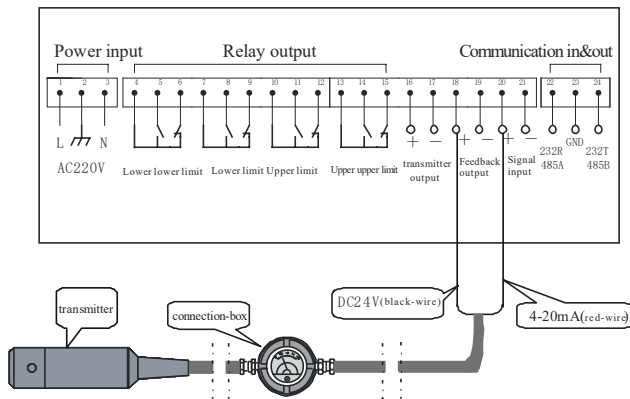 Power input Relay output Communication in&out
1 2 3 4 5 6 7 8 9 10 11 12 13 14 15 16 17 18 19 20 21 22 23 24
L N
+ − + − + −
AC220V
Lower lower limit Lower limit Upper limit Upper upper limit
transmitter
output
Feedback
output
Signal
input
232R
485A
GND
232T
485B
DC24V(black-wire)
4-20mA(red-wire)
transmitter
connection-box